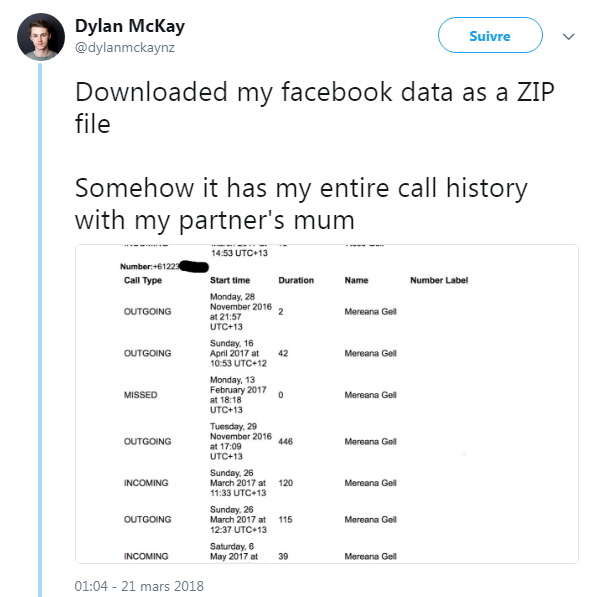 Dylan McKay
@dylanmckaynz
Suivre
Downloaded my facebook data as a ZIP
file
Somehow it has my entire call history
with my partner's mum
14:53 UTC+13
Number:+61223
Call Type Start time Duration Name Number Label
OUTGOING Monday, 28 November 2016 at 21:57 UTC+13 2 Mereana Gell
OUTGOING Sunday, 16 April 2017 at 10:53 UTC+12 42 Mereana Gell
MISSED Monday, 13 February 2017 at 18:18 UTC+13 0 Mereana Gell
OUTGOING Tuesday, 29 November 2016 at 17:09 UTC+13 446 Mereana Gell
INCOMING Sunday, 26 March 2017 at 11:33 UTC+13 120 Mereana Gell
OUTGOING Sunday, 26 March 2017 at 12:37 UTC+13 115 Mereana Gell
INCOMING Saturday, 6 May 2017 at 39 Mereana Gell
01:04 - 21 mars 2018